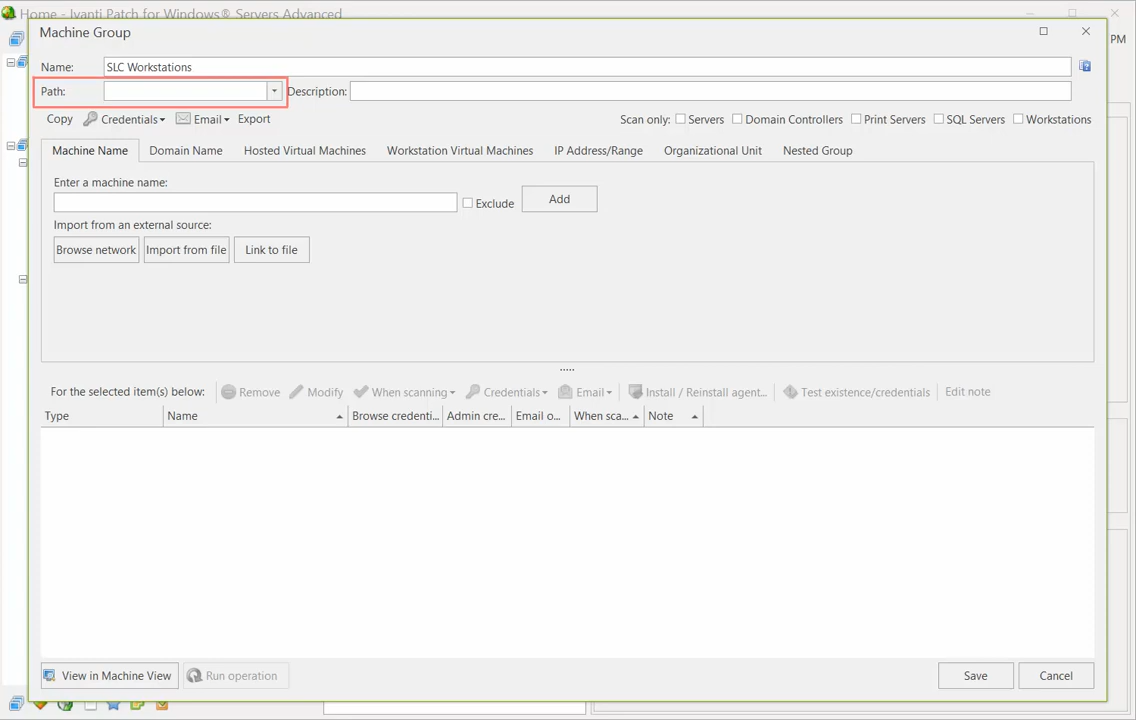 Home - Ivanti Patch for Windows® Servers Advanced
Machine Group
PM
Name: SLC Workstations
Path: Description:
Copy Credentials Email Export Scan only: Servers Domain Controllers Print Servers SQL Servers Workstations
Machine Name Domain Name Hosted Virtual Machines Workstation Virtual Machines IP Address/Range Organizational Unit Nested Group
Enter a machine name:
Exclude Add
Import from an external source:
Browse network Import from file Link to file
For the selected item(s) below: Remove Modify When scanning Credentials Email Install / Reinstall agent... Test existence/credentials Edit note
Type Name Browse credenti... Admin cre... Email o... When sca... Note
View in Machine View Run operation Save Cancel